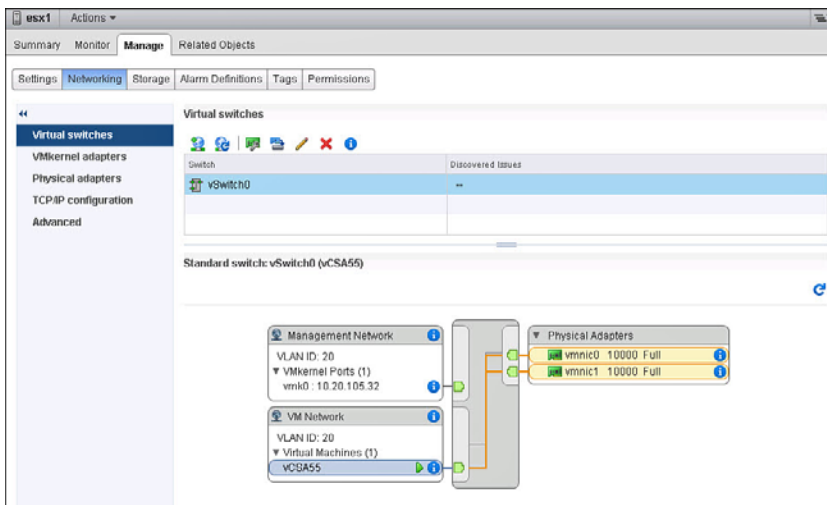 esx1 Actions
Summary Monitor Manage Related Objects
Settings Networking Storage Alarm Definitions Tags Permissions
Virtual switches
VMkernel adapters
Physical adapters
TCP/IP configuration
Advanced
Virtual switches
Switch Discovered Issues
vSwitch0 --
Standard switch: vSwitch0 (vCSA55)
Management Network
VLAN ID: 20
VMkernel Ports (1)
vmk0 : 10.20.105.32
VM Network
VLAN ID: 20
Virtual Machines (1)
vCSA55
Physical Adapters
vmnic0 10000 Full
vmnic1 10000 Full